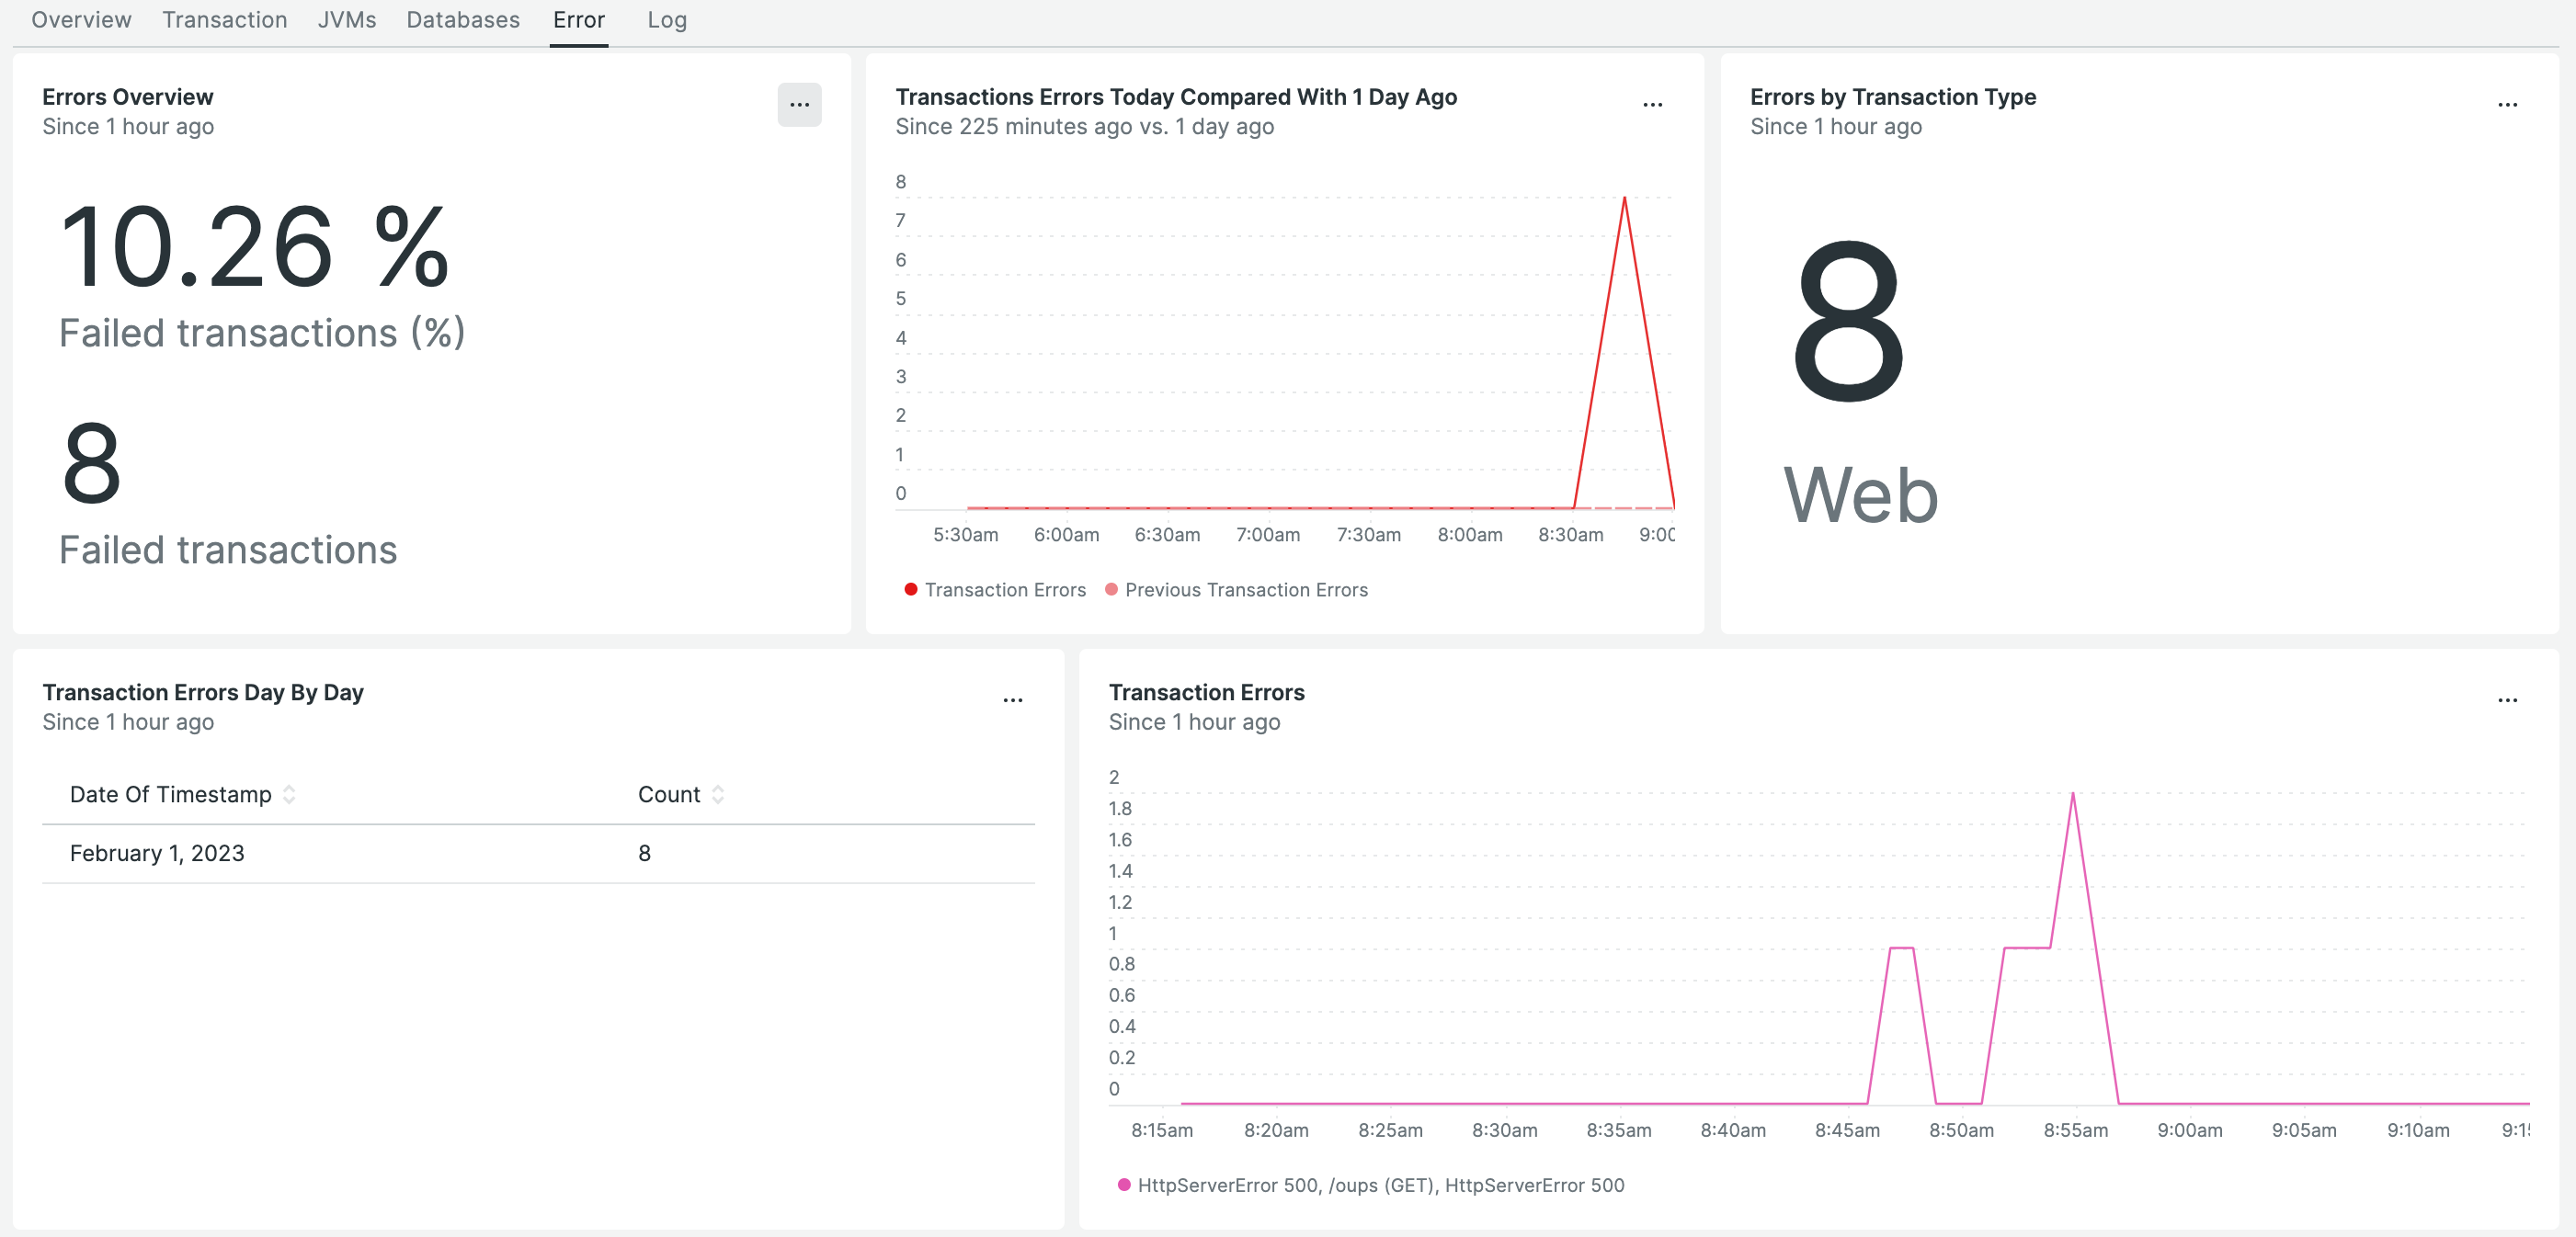 Overview Transaction JVMs Databases Error Log
Errors Overview
Since 1 hour ago
10.26 %
Failed transactions (%)
8
Failed transactions
Transactions Errors Today Compared With 1 Day Ago
Since 225 minutes ago vs. 1 day ago
8
7
6
5
4
3
2
1
0
5:30am 6:00am 6:30am 7:00am 7:30am 8:00am 8:30am 9:00
Transaction Errors Previous Transaction Errors
Errors by Transaction Type
Since 1 hour ago
8
Web
Transaction Errors Day By Day
Since 1 hour ago
Date Of Timestamp Count
February 1, 2023 8
Transaction Errors
Since 1 hour ago
2
1.8
1.6
1.4
1.2
1
0.8
0.6
0.4
0.2
0
8:15am 8:20am 8:25am 8:30am 8:35am 8:40am 8:45am 8:50am 8:55am 9:00am 9:05am 9:10am 9:15
HttpServerError 500, /oups (GET), HttpServerError 500